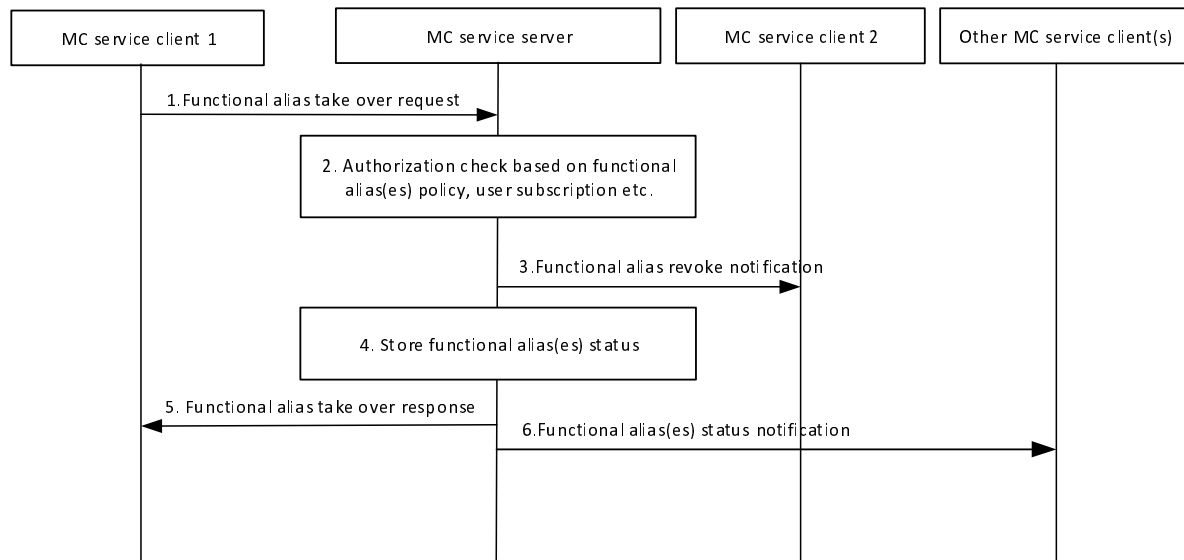 MC service client 1
MC service server
MC service client 2
Other MC service client(s)
1.Functional alias take over request
2. Authorization check based on functional
alias(es) policy, user subscription etc.
3.Functional alias revoke notification
4. Store functional alias(es) status
5. Functional alias take over response
6.Functional alias(es) status notification